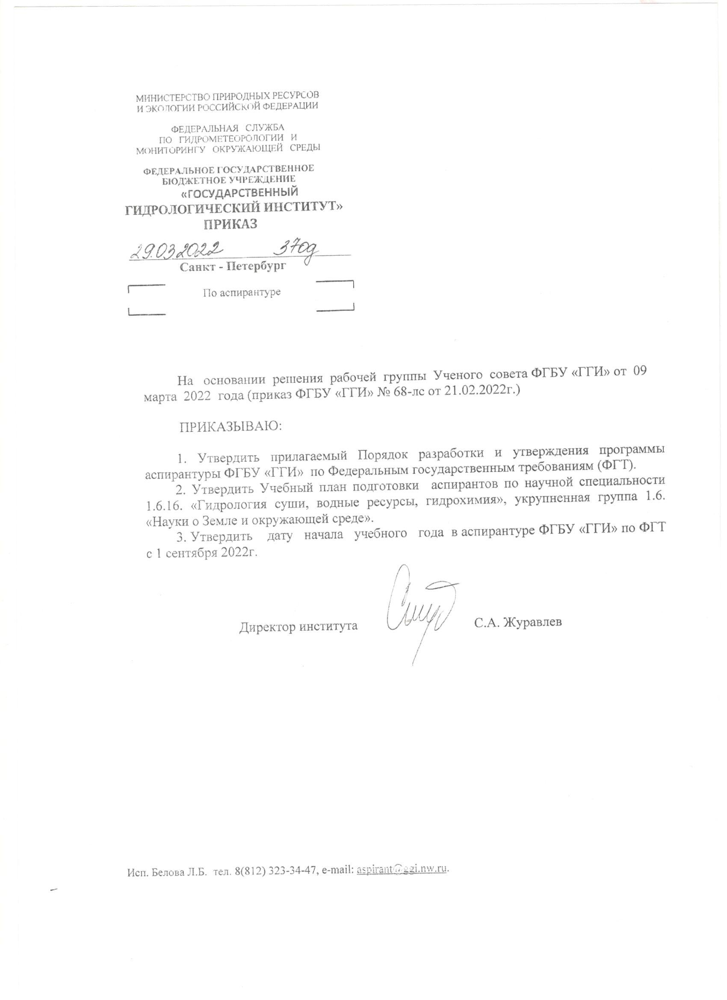 МИНИСТЕРСТВО ПРИРОДНЫХ РЕСУРСОВ
И ЭКОЛОГИИ РОССИЙСКОЙ ФЕДЕРАЦИИ
ФЕДЕРАЛЬНАЯ СЛУЖБА
ПО ГИДРОМЕТЕОРОЛОГИИ И
МОНИТОРИНГУ ОКРУЖАЮЩЕЙ СРЕДЫ
ФЕДЕРАЛЬНОЕ ГОСУДАРСТВЕННОЕ
БЮДЖЕТНОЕ УЧРЕЖДЕНИЕ
«ГОСУДАРСТВЕННЫЙ
ГИДРОЛОГИЧЕСКИЙ ИНСТИТУТ»
ПРИКАЗ
29.03.2022 37од
Санкт - Петербург
По аспирантуре
На основании решения рабочей группы Ученого совета ФГБУ «ГГИ» от 09
марта 2022 года (приказ ФГБУ «ГГИ» № 68-лс от 21.02.2022г.)
ПРИКАЗЫВАЮ:
1. Утвердить прилагаемый Порядок разработки и утверждения программы
аспирантуры ФГБУ «ГГИ» по Федеральным государственным требованиям (ФГТ).
2. Утвердить Учебный план подготовки аспирантов по научной специальности
1.6.16. «Гидрология суши, водные ресурсы, гидрохимия», укрупненная группа 1.6.
«Науки о Земле и окружающей среде».
3. Утвердить дату начала учебного года в аспирантуре ФГБУ «ГГИ» по ФГТ
с 1 сентября 2022г.
Директор института С.А. Журавлев
Исп. Белова Л.Б. тел. 8(812) 323-34-47, e-mail: aspirant@ggi.nw.ru.